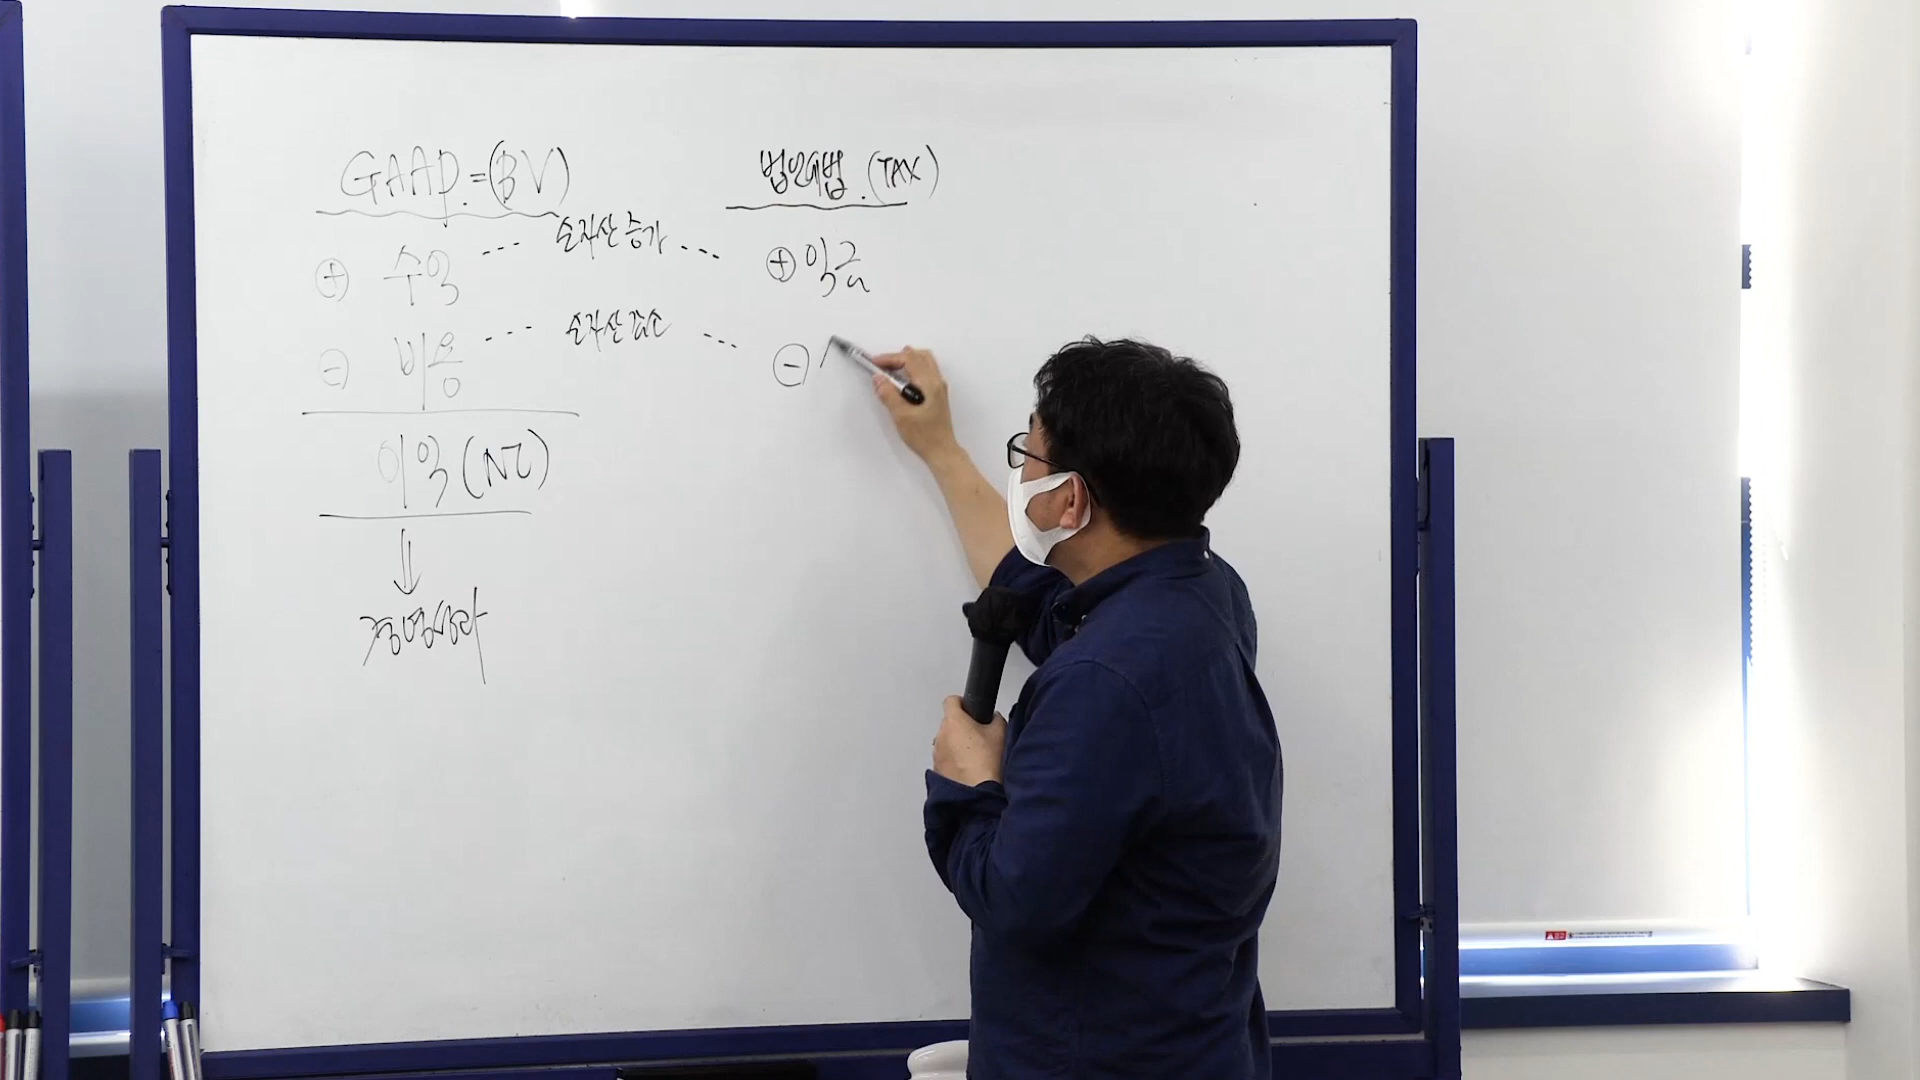 GAAP. = (BV)
법인세법. (TAX)
⊕ 수익 --- 순자산 증가 --- ⊕ 익금
⊖ 비용 --- 순자산 감소 --- ⊖
이익 (NI)
경영성과